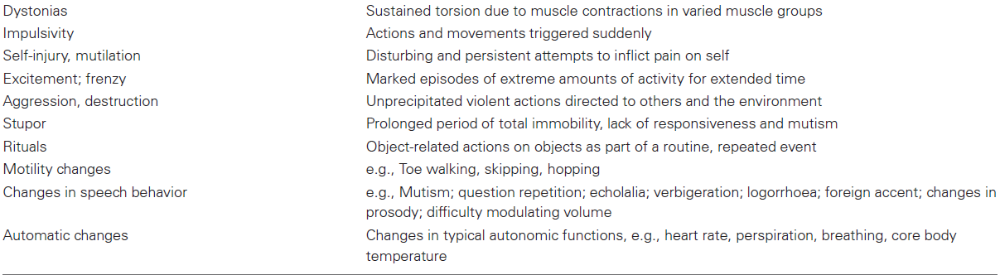 Dystonias Sustained torsion due to muscle contractions in varied muscle groups
Impulsivity Actions and movements triggered suddenly
Self-injury, mutilation Disturbing and persistent attempts to inflict pain on self
Excitement; frenzy Marked episodes of extreme amounts of activity for extended time
Aggression, destruction Unprecipitated violent actions directed to others and the environment
Stupor Prolonged period of total immobility, lack of responsiveness and mutism
Rituals Object-related actions on objects as part of a routine, repeated event
Motility changes e.g., Toe walking, skipping, hopping
Changes in speech behavior e.g., Mutism; question repetition; echolalia; verbigeration; logorrhoea; foreign accent; changes in
prosody; difficulty modulating volume
Automatic changes Changes in typical autonomic functions, e.g., heart rate, perspiration, breathing, core body
temperature